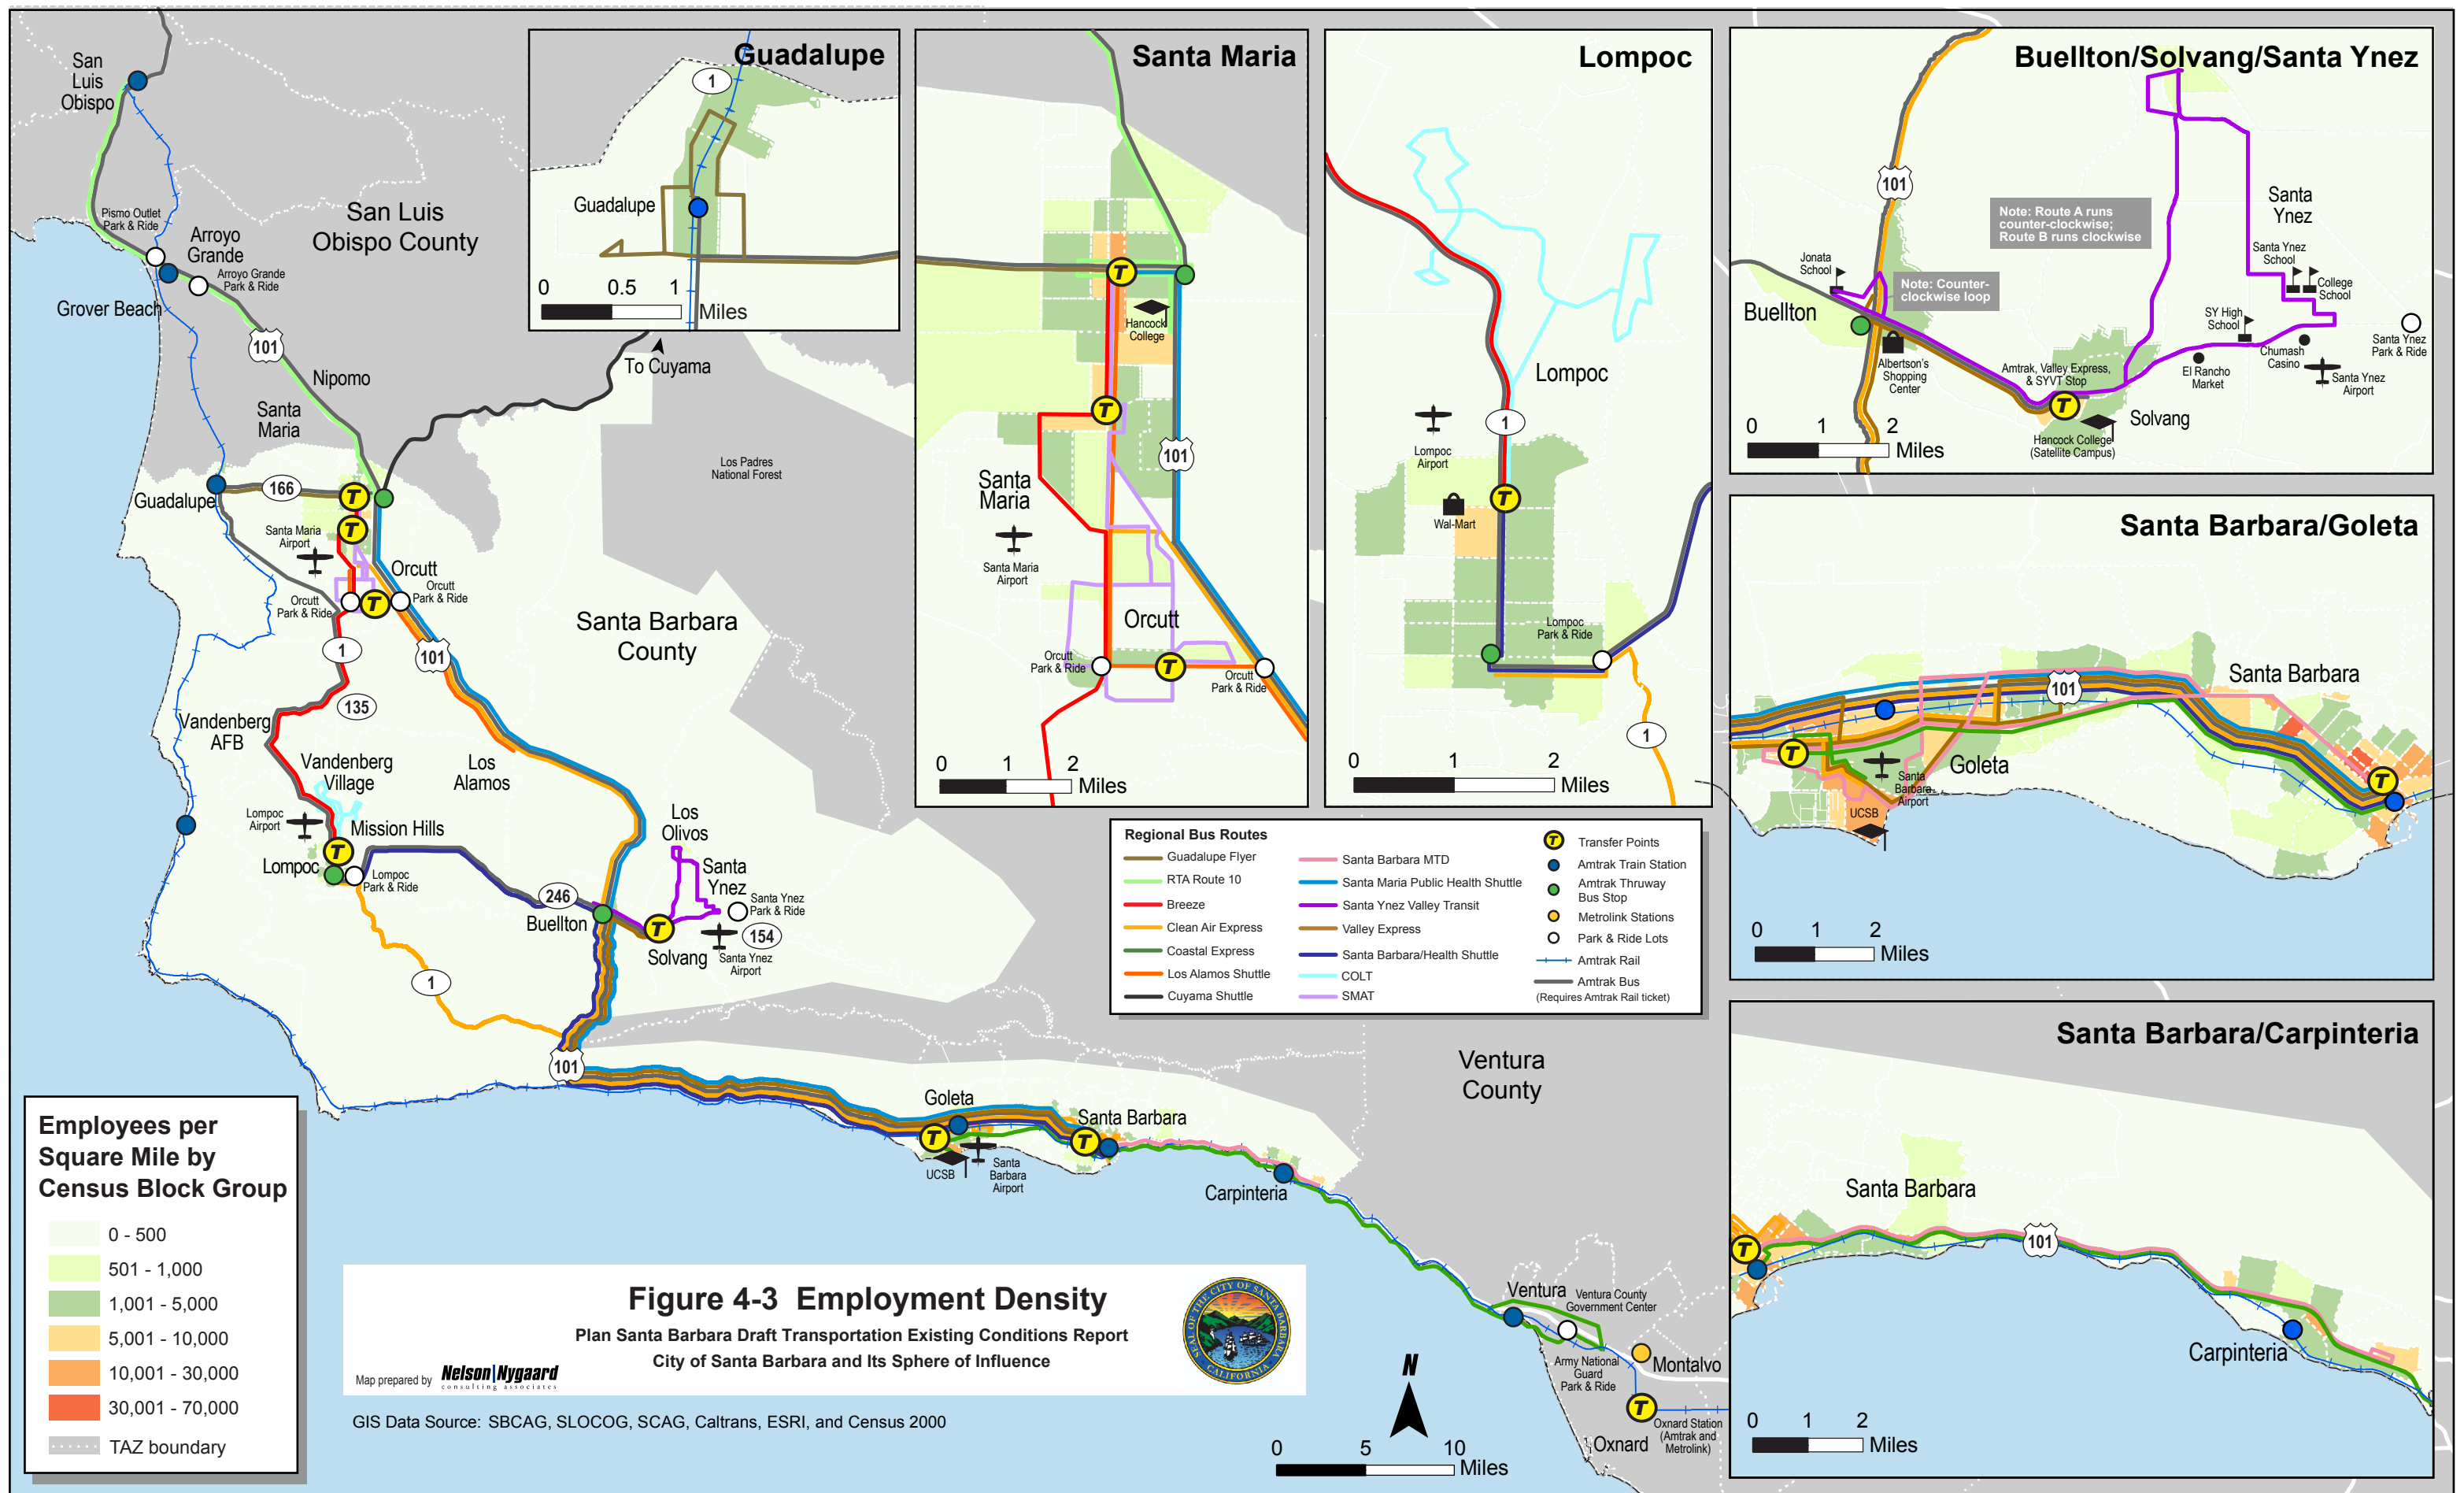 San
Luis
Obispo
Pismo Outlet
Park & Ride
Arroyo
Grande
Arroyo Grande
Park & Ride
Grover Beach
San Luis
Obispo County
101
Nipomo
Santa
Maria
To Cuyama
Los Padres
National Forest
166
Guadalupe
Santa Maria
Airport
Orcutt
Orcutt
Park & Ride
Orcutt
Park & Ride
1
101
135
Santa Barbara
County
Vandenberg
AFB
Vandenberg
Village
Los
Alamos
Lompoc
Airport
Mission Hills
Lompoc
Lompoc
Park & Ride
Los
Olivos
Santa
Ynez
Santa Ynez
Park & Ride
246
Buellton
154
Solvang
Santa Ynez
Airport
1
101
Goleta
Santa Barbara
UCSB
Santa
Barbara
Airport
Carpinteria
Ventura
County
Ventura
Ventura County
Government Center
Army National
Guard
Park & Ride
Montalvo
Oxnard Station
(Amtrak and
Metrolink)
Oxnard
T
T
T
T
T
T
T
T
N
0 5 10
Miles
Guadalupe
1
Guadalupe
0 0.5 1
Miles
Santa Maria
T
Hancock
College
T
101
Santa
Maria
Santa Maria
Airport
Orcutt
Orcutt
Park & Ride
T
Orcutt
Park & Ride
0 1 2
Miles
Lompoc
Lompoc
1
Lompoc
Airport
T
Wal-Mart
Lompoc
Park & Ride
1
0 1 2
Miles
Buellton/Solvang/Santa Ynez
101
Note: Route A runs
counter-clockwise;
Route B runs clockwise
Santa
Ynez
Santa Ynez
School
College
School
Jonata
School
Note: Counter-
clockwise loop
Buellton
SY High
School
Santa Ynez
Park & Ride
Albertson's
Shopping
Center
Amtrak, Valley Express,
& SYVT Stop
El Rancho
Market
Chumash
Casino
Santa Ynez
Airport
T
Solvang
Hancock College
(Satellite Campus)
0 1 2
Miles
Santa Barbara/Goleta
Santa Barbara
101
T
Goleta
Santa
Barbara
Airport
UCSB
T
0 1 2
Miles
Santa Barbara/Carpinteria
Santa Barbara
T
101
Carpinteria
0 1 2
Miles
Regional Bus Routes
Guadalupe Flyer
RTA Route 10
Breeze
Clean Air Express
Coastal Express
Los Alamos Shuttle
Cuyama Shuttle
Santa Barbara MTD
Santa Maria Public Health Shuttle
Santa Ynez Valley Transit
Valley Express
Santa Barbara/Health Shuttle
COLT
SMAT
T Transfer Points
Amtrak Train Station
Amtrak Thruway
Bus Stop
Metrolink Stations
Park & Ride Lots
Amtrak Rail
Amtrak Bus
(Requires Amtrak Rail ticket)
Employees per
Square Mile by
Census Block Group
0 - 500
501 - 1,000
1,001 - 5,000
5,001 - 10,000
10,001 - 30,000
30,001 - 70,000
TAZ boundary
Figure 4-3 Employment Density
Plan Santa Barbara Draft Transportation Existing Conditions Report
City of Santa Barbara and Its Sphere of Influence
Map prepared by Nelson|Nygaard
consulting associates
SEAL OF THE CITY OF SANTA BARBARA
CALIFORNIA
GIS Data Source: SBCAG, SLOCOG, SCAG, Caltrans, ESRI, and Census 2000